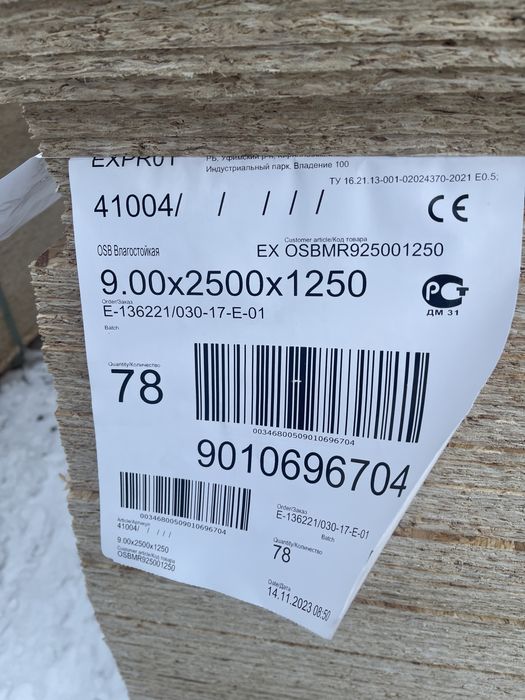 EXPRO1
РБ, Уфимский р-н,
Индустриальный парк. Владение 100
ТУ 16.21.13-001-02024370-2021 E0.5;
41004/ / / / /
CE
OSB Влагостойкая
Customer article/Код товара
EX OSBMR925001250
9.00x2500x1250
Order/Заказ
E-136221/030-17-E-01
Batch
РСТ
ДМ 31
Quantity/Количество
78
00346800509010696704
9010696704
00346800509010696704
Article/Артикул
41004/ / / / /
9.00x2500x1250
Customer article/Код товара
OSBMR925001250
Order/Заказ
E-136221/030-17-E-01
Batch
Quantity/Количество
78
Date/Дата
14.11.2023 08:50